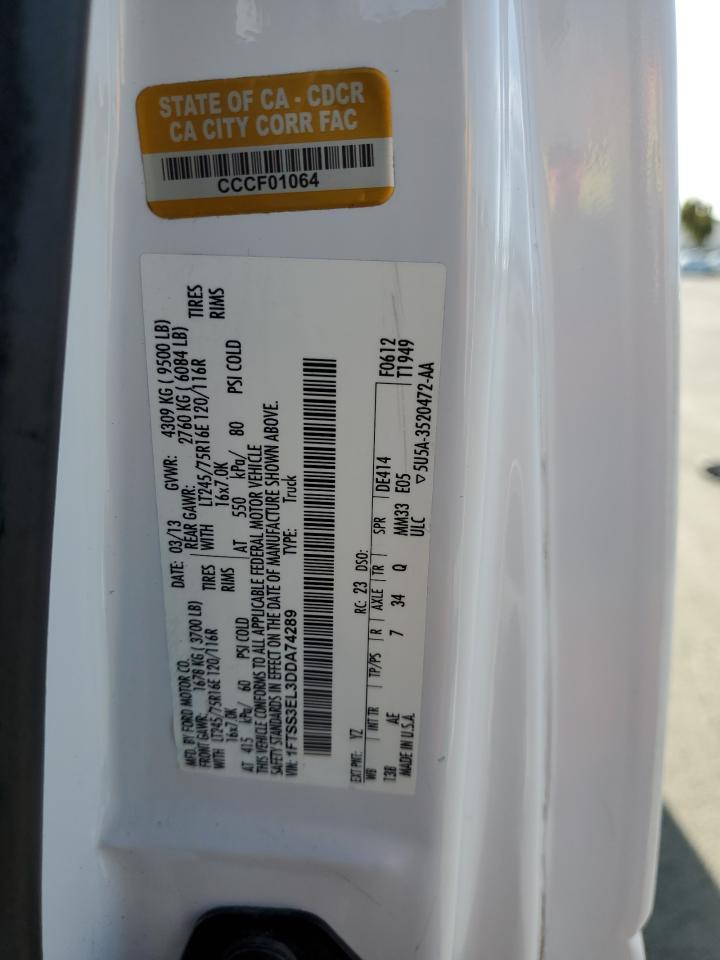 STATE OF CA - CDCR
CA CITY CORR FAC
CCCF01064
MFD. BY FORD MOTOR CO.
DATE: 03/13
GVWR: 4309 KG ( 9500 LB)
FRONT GAWR: 1678 KG ( 3700 LB)
REAR GAWR: 2760 KG ( 6084 LB)
WITH LT245/75R16E 120/116R TIRES
WITH LT245/75R16E 120/116R TIRES
16x7.0K RIMS
16x7.0K RIMS
AT 415 kPa/ 60 PSI COLD
AT 550 kPa/ 80 PSI COLD
THIS VEHICLE CONFORMS TO ALL APPLICABLE FEDERAL MOTOR VEHICLE
SAFETY STANDARDS IN EFFECT ON THE DATE OF MANUFACTURE SHOWN ABOVE.
VIN: 1FTSS3EL3DDA74289
TYPE: Truck
EXT PNT: YZ RC: 23 DSO: F0612
WB INT TR TP/PS R AXLE TR SPR T1949
138 AE 7 34 Q MM33 DE414
E05
MADE IN U.S.A. ULC ▽5U5A-3520472-AA